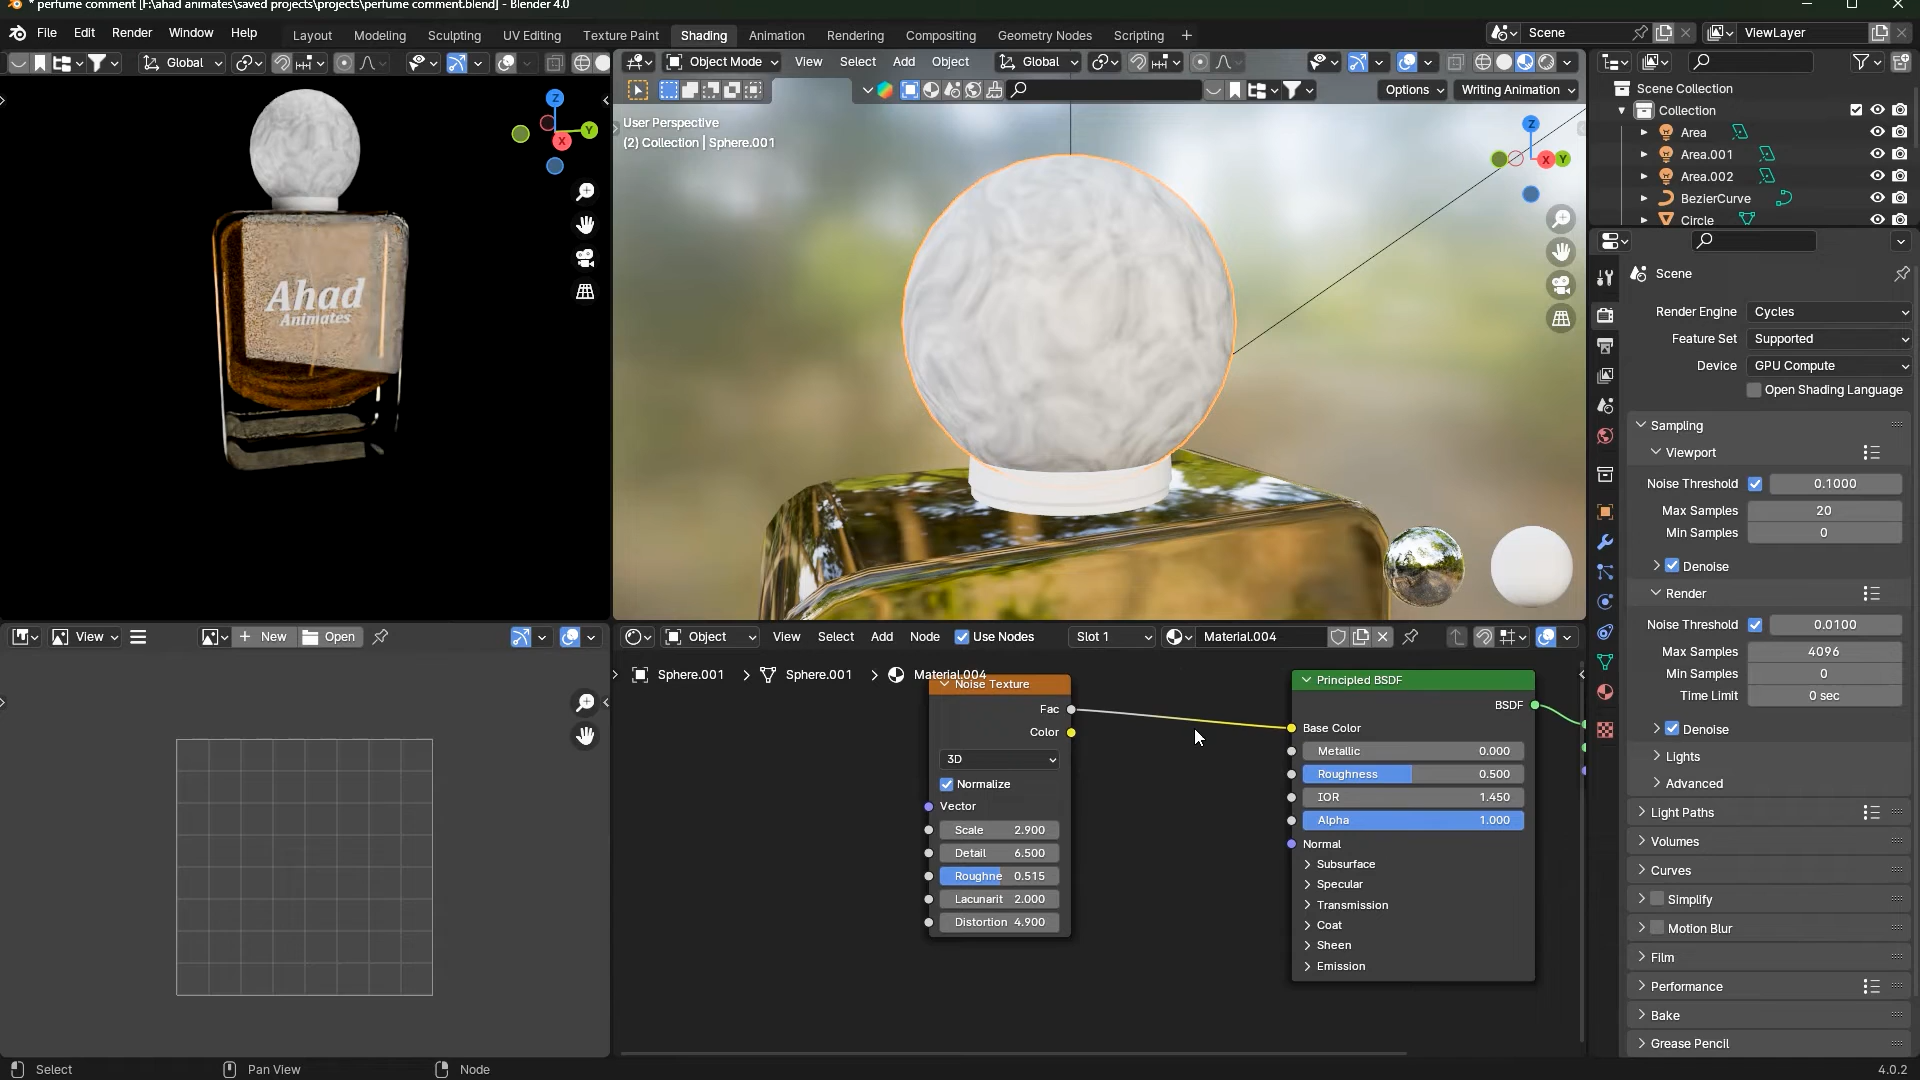 * perfume comment [F:\ahad animates\saved projects\projects\perfume comment.blend] - Blender 4.0
File Edit Render Window Help Layout Modeling Sculpting UV Editing Texture Paint Shading Animation Rendering Compositing Geometry Nodes Scripting + Scene ViewLayer
Global
Object Mode View Select Add Object Global
Options Writing Animation
User Perspective
(2) Collection | Sphere.001
Z
Y
X
Z
X
Y
Ahad
Animates
Scene Collection
Collection
Area
Area.001
Area.002
BezierCurve
Circle
Scene
Render Engine Cycles
Feature Set Supported
Device GPU Compute
Open Shading Language
Sampling
Viewport
Noise Threshold 0.1000
Max Samples 20
Min Samples 0
Denoise
Render
Noise Threshold 0.0100
Max Samples 4096
Min Samples 0
Time Limit 0 sec
Denoise
Lights
Advanced
Light Paths
Volumes
Curves
Simplify
Motion Blur
Film
Performance
Bake
Grease Pencil
View + New Open
Object View Select Add Node Use Nodes Slot 1 Material.004
Sphere.001 > Sphere.001 > Material.004
Noise Texture
Fac
Color
3D
Normalize
Vector
Scale 2.900
Detail 6.500
Roughne 0.515
Lacunarit 2.000
Distortion 4.900
Principled BSDF
BSDF
Base Color
Metallic 0.000
Roughness 0.500
IOR 1.450
Alpha 1.000
Normal
Subsurface
Specular
Transmission
Coat
Sheen
Emission
Select Pan View Node 4.0.2